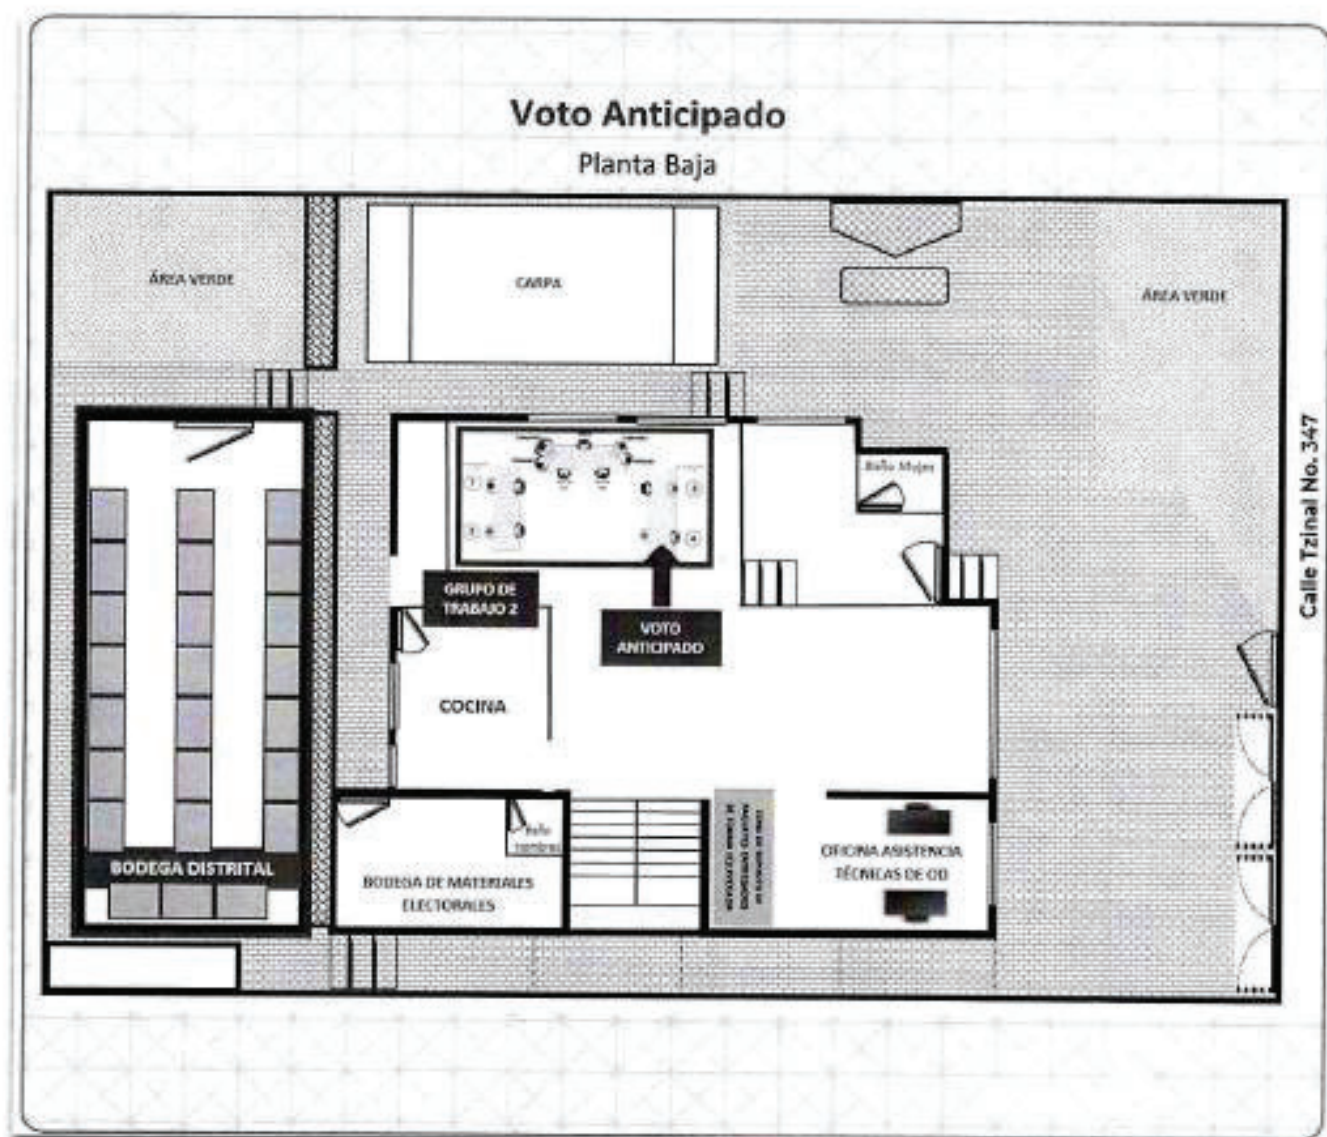 Voto Anticipado
Planta Baja
ÁREA VERDE
CARPA
ÁREA VERDE
Calle Tzinal No. 347
Baño Mujer
GRUPO DE
TRABAJO 2
VOTO
ANTICIPADO
COCINA
BODEGA DISTRITAL
Baño
BODEGA DE MATERIALES
ELECTORALES
OFICINA ASISTENCIA
TÉCNICAS DE OD